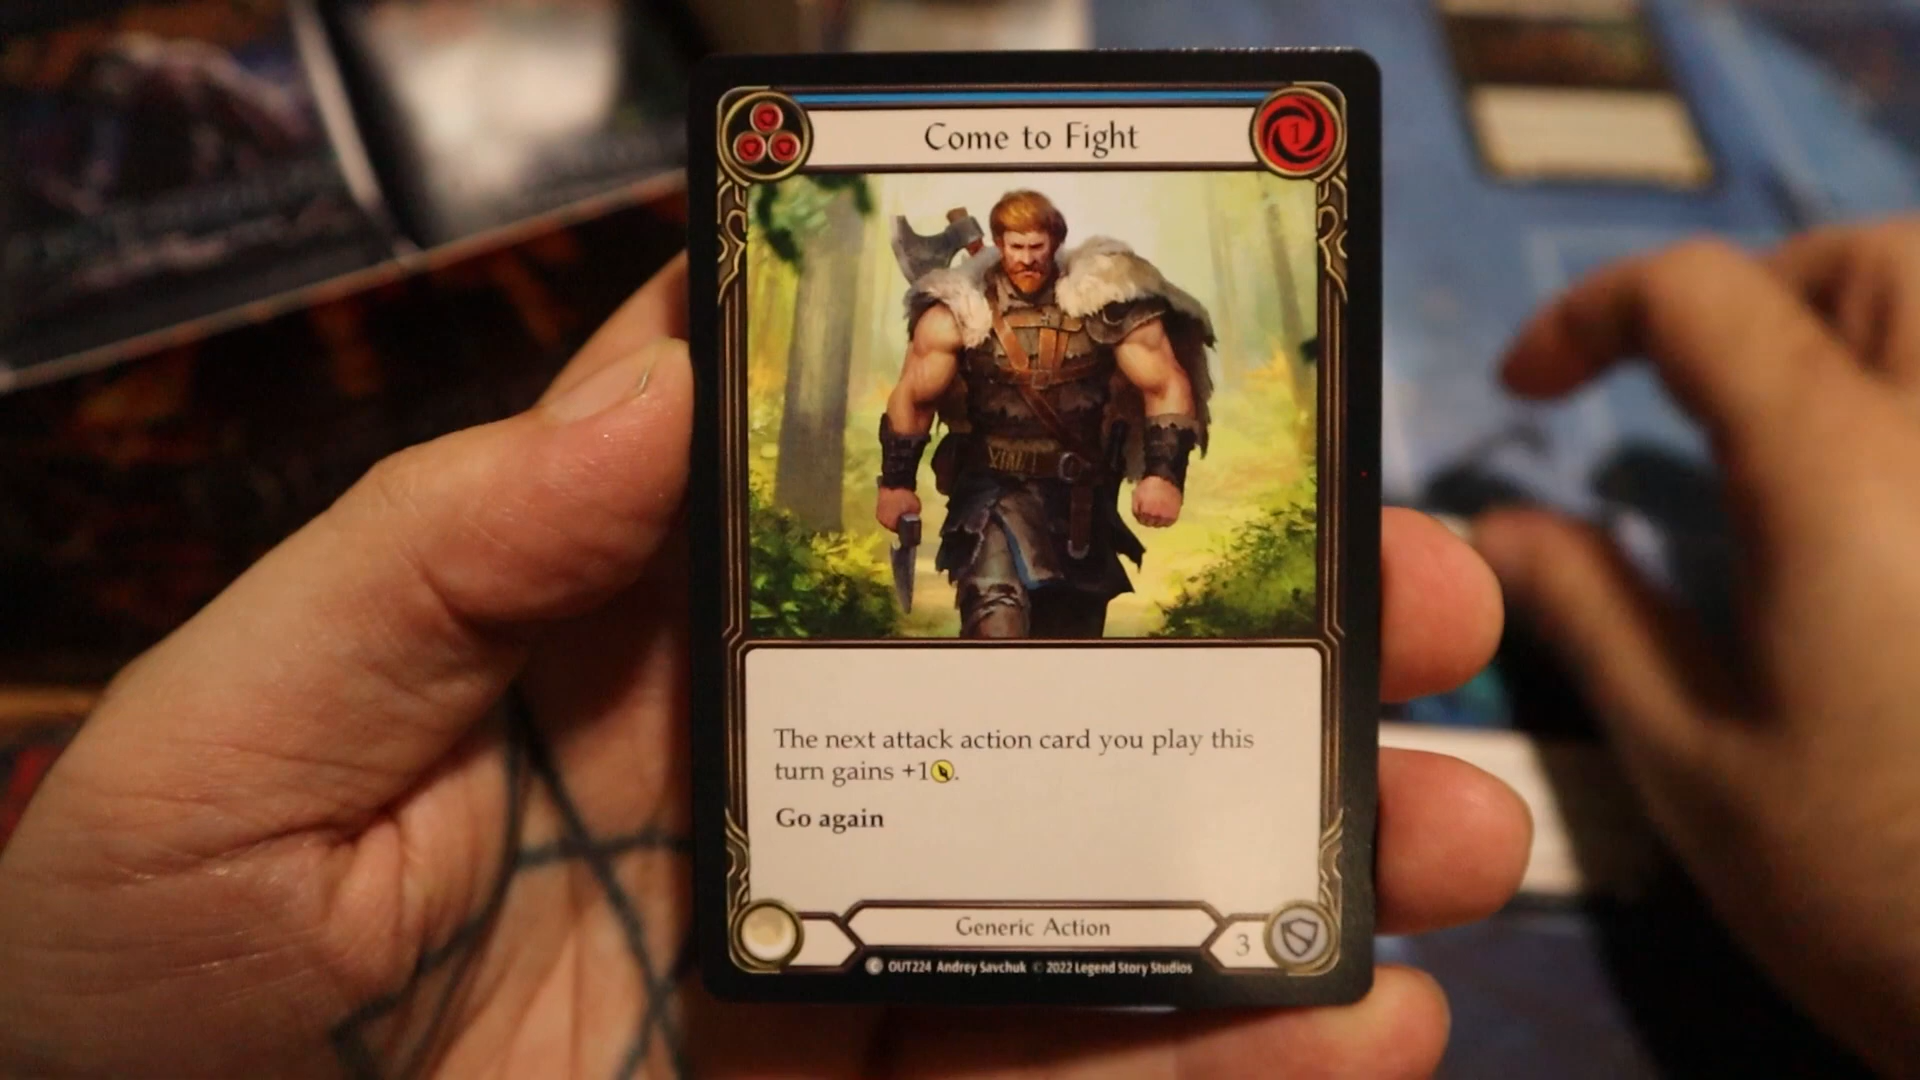 Come to Fight
1
The next attack action card you play this
turn gains +1.
Go again
Generic Action
3
C OUT224 Andrey Savchuk © 2022 Legend Story Studios